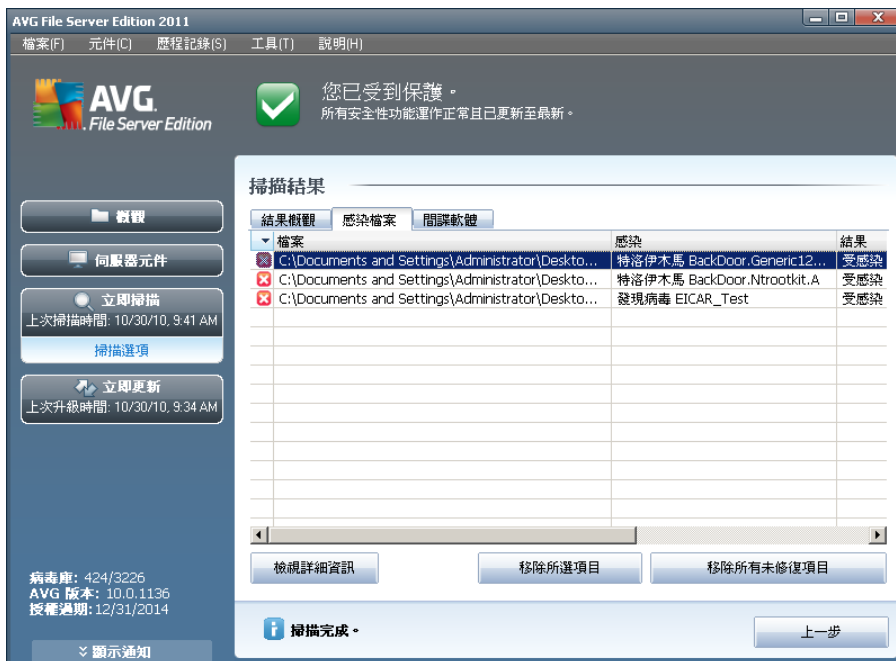 AVG File Server Edition 2011
檔案(F) 元件(C) 歷程記錄(S) 工具(T) 說明(H)
AVG.
File Server Edition
您已受到保護。
所有安全性功能運作正常且已更新至最新。
概觀
伺服器元件
立即掃描
上次掃描時間: 10/30/10, 9:41 AM
掃描選項
立即更新
上次升級時間: 10/30/10, 9:34 AM
病毒庫: 424/3226
AVG 版本: 10.0.1136
授權過期: 12/31/2014
顯示通知
掃描結果
結果概觀 感染檔案 間諜軟體
檔案 感染 結果
C:\Documents and Settings\Administrator\Deskto... 特洛伊木馬 BackDoor.Generic12... 受感染
C:\Documents and Settings\Administrator\Deskto... 特洛伊木馬 BackDoor.Ntrootkit.A 受感染
C:\Documents and Settings\Administrator\Deskto... 發現病毒 EICAR_Test 受感染
檢視詳細資訊 移除所選項目 移除所有未修復項目
掃描完成。
上一步